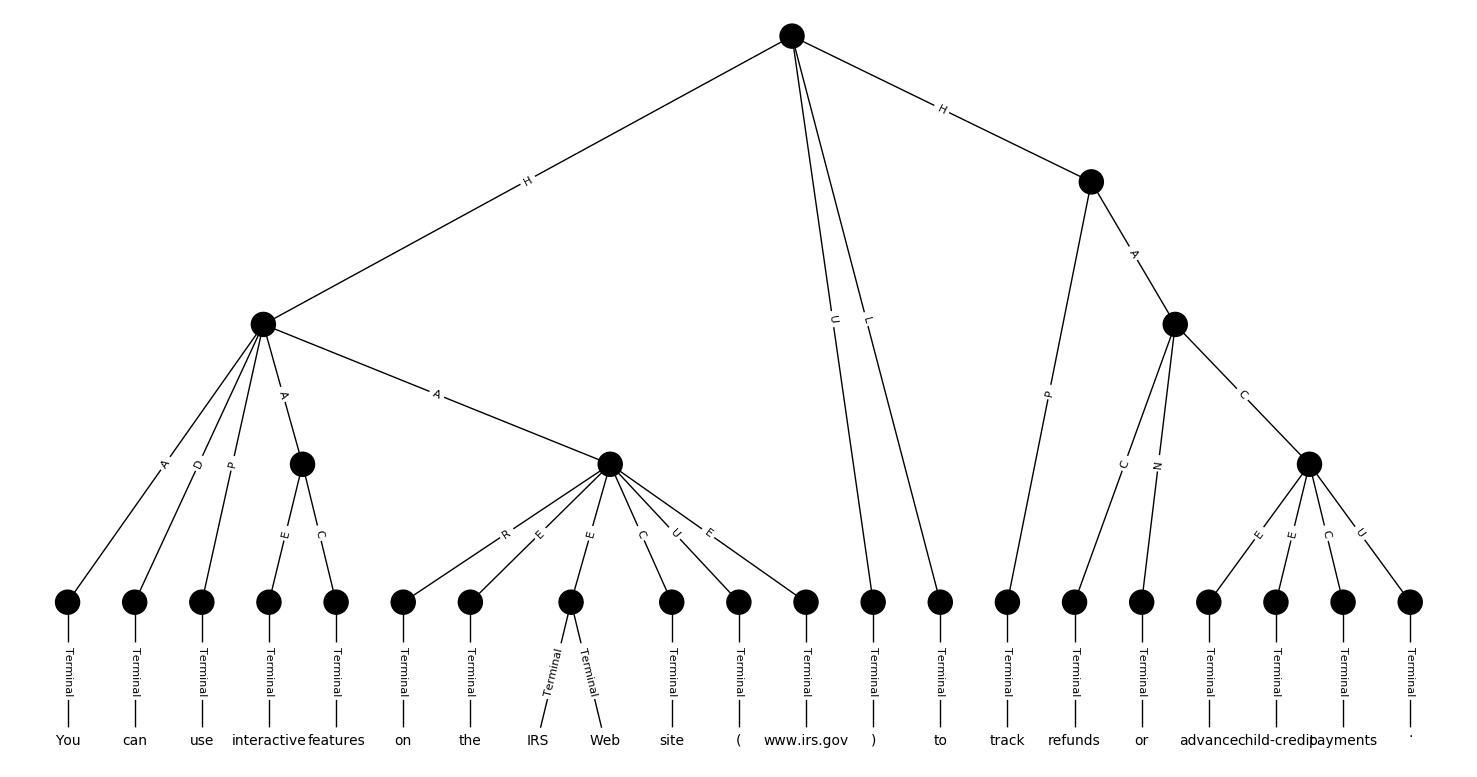 H
H
A
U
L
A
A
P
C
A
D
P
C
N
E
C
R
E
E
C
U
E
E
E
C
U
Terminal Terminal Terminal Terminal Terminal Terminal Terminal Terminal Terminal Terminal Terminal Terminal Terminal Terminal Terminal Terminal Terminal Terminal Terminal Terminal Terminal
You can use interactive features on the IRS Web site ( www.irs.gov ) to track refunds or advance child-credit payments .